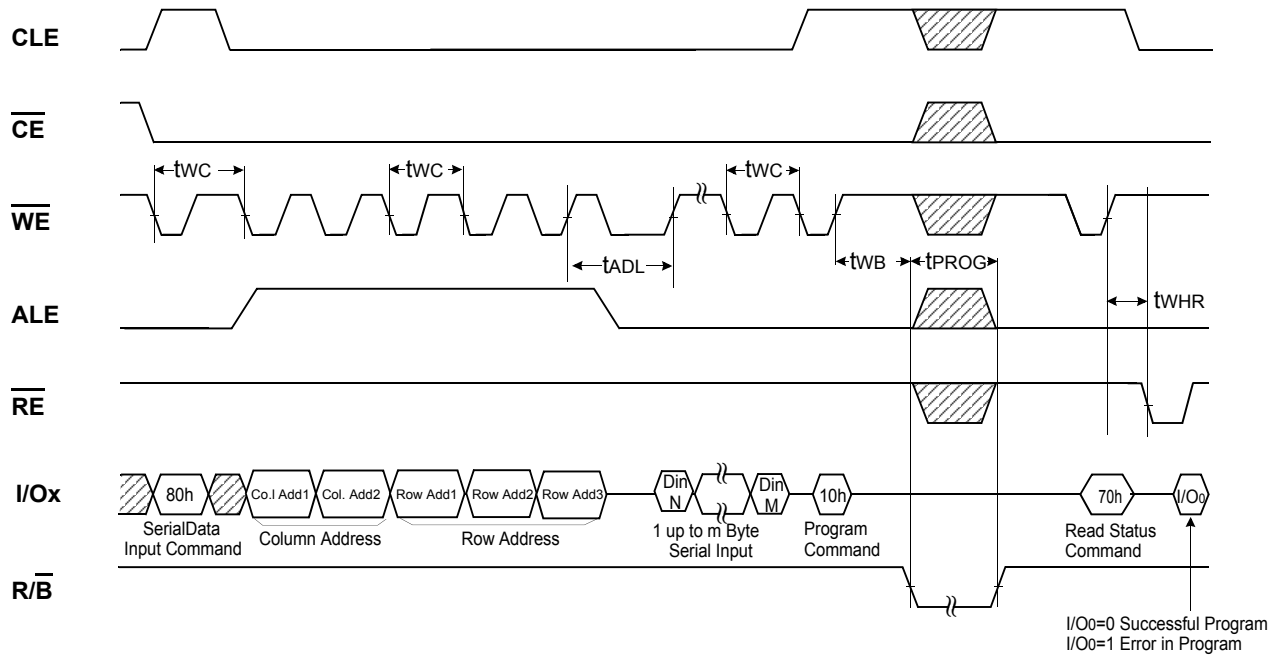 CLE
CE
tWC
tWC
tWC
WE
tADL
tWB
tPROG
ALE
tWHR
RE
I/Ox
80h
Co.l Add1
Col. Add2
Row Add1
Row Add2
Row Add3
Din
N
Din
M
10h
70h
I/O0
SerialData
Input Command
Column Address
Row Address
1 up to m Byte
Serial Input
Program
Command
Read Status
Command
R/B
I/O0=0 Successful Program
I/O0=1 Error in Program